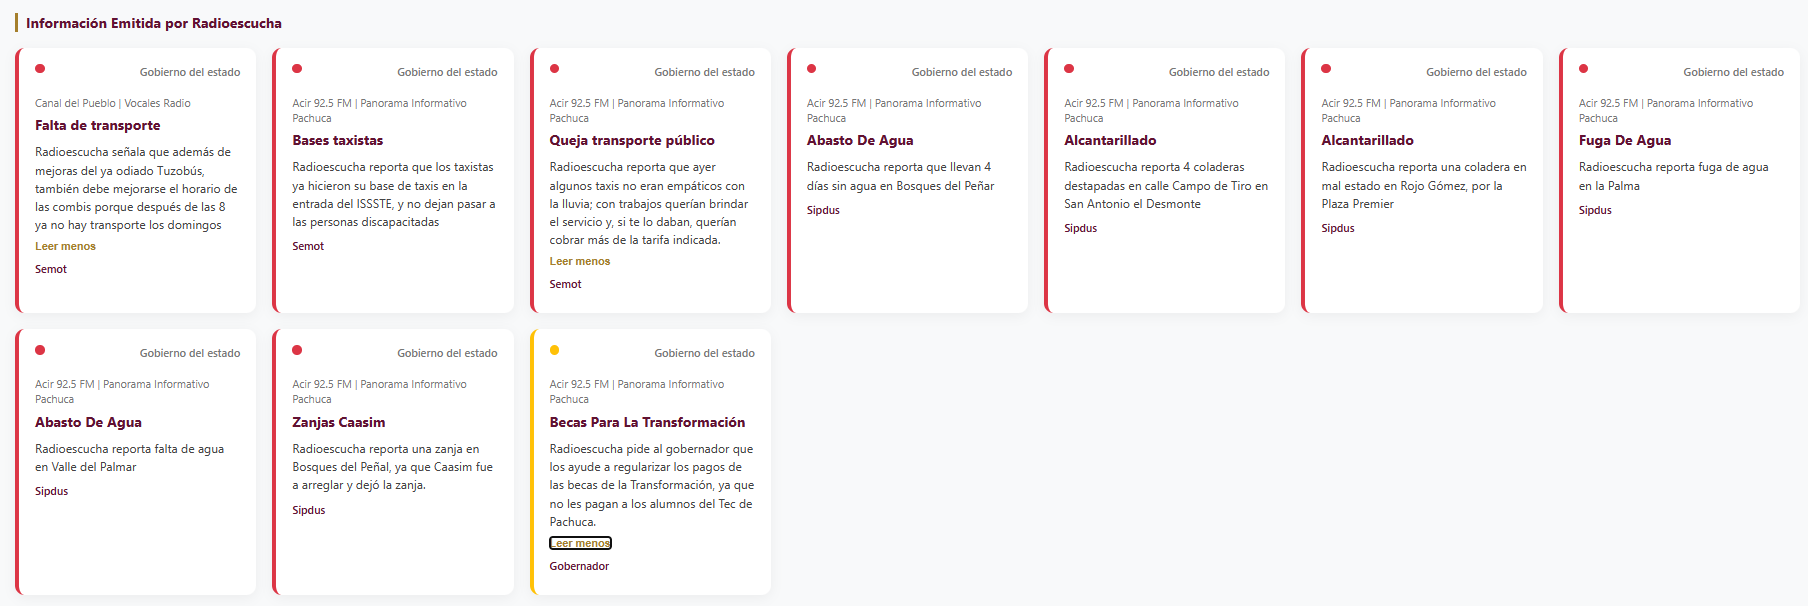 Información Emitida por Radioescucha
Gobierno del estado
Canal del Pueblo | Vocales Radio
Falta de transporte
Radioescucha señala que además de
mejoras del ya odiado Tuzobús,
también debe mejorarse el horario de
las combis porque después de las 8
ya no hay transporte los domingos
Leer menos
Semot
Gobierno del estado
Acir 92.5 FM | Panorama Informativo
Pachuca
Bases taxistas
Radioescucha reporta que los taxistas
ya hicieron su base de taxis en la
entrada del ISSSTE, y no dejan pasar a
las personas discapacitadas
Semot
Gobierno del estado
Acir 92.5 FM | Panorama Informativo
Pachuca
Queja transporte público
Radioescucha reporta que ayer
algunos taxis no eran empáticos con
la lluvia; con trabajos querían brindar
el servicio y, si te lo daban, querían
cobrar más de la tarifa indicada.
Leer menos
Semot
Gobierno del estado
Acir 92.5 FM | Panorama Informativo
Pachuca
Abasto De Agua
Radioescucha reporta que llevan 4
días sin agua en Bosques del Peñar
Sipdus
Gobierno del estado
Acir 92.5 FM | Panorama Informativo
Pachuca
Alcantarillado
Radioescucha reporta 4 coladeras
destapadas en calle Campo de Tiro en
San Antonio el Desmonte
Sipdus
Gobierno del estado
Acir 92.5 FM | Panorama Informativo
Pachuca
Alcantarillado
Radioescucha reporta una coladera en
mal estado en Rojo Gómez, por la
Plaza Premier
Sipdus
Gobierno del estado
Acir 92.5 FM | Panorama Informativo
Pachuca
Fuga De Agua
Radioescucha reporta fuga de agua
en la Palma
Sipdus
Gobierno del estado
Acir 92.5 FM | Panorama Informativo
Pachuca
Abasto De Agua
Radioescucha reporta falta de agua
en Valle del Palmar
Sipdus
Gobierno del estado
Acir 92.5 FM | Panorama Informativo
Pachuca
Zanjas Caasim
Radioescucha reporta una zanja en
Bosques del Peñal, ya que Caasim fue
a arreglar y dejó la zanja.
Sipdus
Gobierno del estado
Acir 92.5 FM | Panorama Informativo
Pachuca
Becas Para La Transformación
Radioescucha pide al gobernador que
los ayude a regularizar los pagos de
las becas de la Transformación, ya que
no les pagan a los alumnos del Tec de
Pachuca.
Leer menos
Gobernador